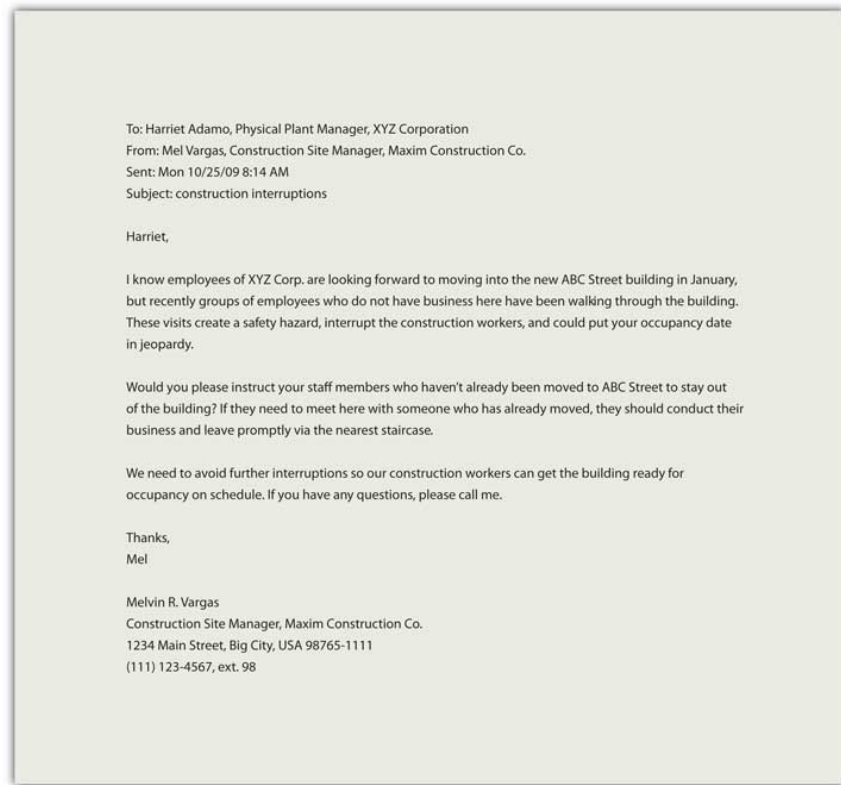 To: Harriet Adamo, Physical Plant Manager, XYZ Corporation
From: Mel Vargas, Construction Site Manager, Maxim Construction Co.
Sent: Mon 10/25/09 8:14 AM
Subject: construction interruptions
Harriet,
I know employees of XYZ Corp. are looking forward to moving into the new ABC Street building in January,
but recently groups of employees who do not have business here have been walking through the building.
These visits create a safety hazard, interrupt the construction workers, and could put your occupancy date
in jeopardy.
Would you please instruct your staff members who haven't already been moved to ABC Street to stay out
of the building? If they need to meet here with someone who has already moved, they should conduct their
business and leave promptly via the nearest staircase.
We need to avoid further interruptions so our construction workers can get the building ready for
occupancy on schedule. If you have any questions, please call me.
Thanks,
Mel
Melvin R. Vargas
Construction Site Manager, Maxim Construction Co.
1234 Main Street, Big City, USA 98765-1111
(111) 123-4567, ext. 98